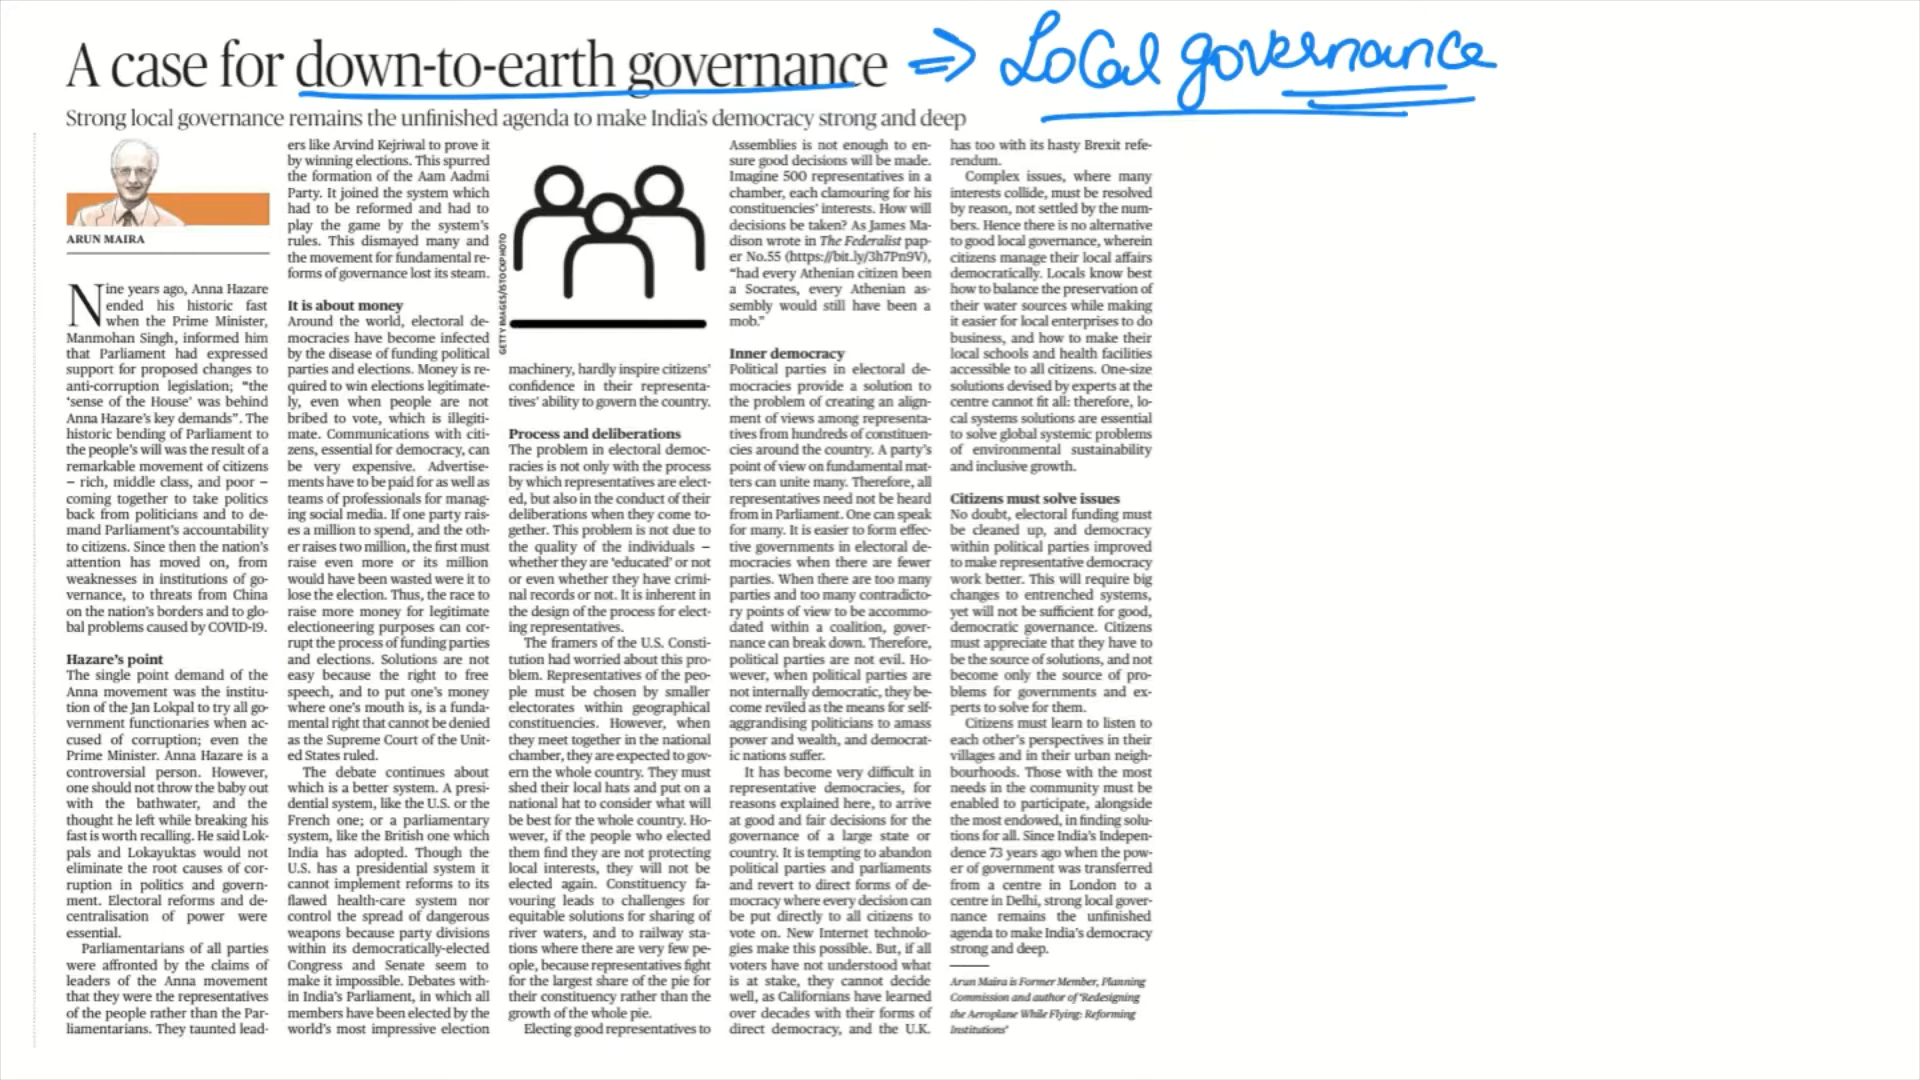 A case for down-to-earth governance => Local governance
Strong local governance remains the unfinished agenda to make India's democracy strong and deep
ARUN MAIRA
Nine years ago, Anna Hazare
ended his historic fast
when the Prime Minister,
Manmohan Singh, informed him
that Parliament had expressed
support for proposed changes to
anti-corruption legislation; “the
‘sense of the House’ was behind
Anna Hazare’s key demands”. The
historic bending of Parliament to
the people’s will was the result of a
remarkable movement of citizens
– rich, middle class, and poor –
coming together to take politics
back from politicians and to de-
mand Parliament’s accountability
to citizens. Since then the nation’s
attention has moved on, from
weaknesses in institutions of go-
vernance, to threats from China
on the nation’s borders and to glo-
bal problems caused by COVID-19.
Hazare’s point
The single point demand of the
Anna movement was the institu-
tion of the Jan Lokpal to try all go-
vernment functionaries when ac-
cused of corruption; even the
Prime Minister. Anna Hazare is a
controversial person. However,
one should not throw the baby out
with the bathwater, and the
thought he left while breaking his
fast is worth recalling. He said Lok-
pals and Lokayuktas would not
eliminate the root causes of cor-
ruption in politics and govern-
ment. Electoral reforms and de-
centralisation of power were
essential.
Parliamentarians of all parties
were affronted by the claims of
leaders of the Anna movement
that they were the representatives
of the people rather than the Par-
liamentarians. They taunted lead-
ers like Arvind Kejriwal to prove it
by winning elections. This spurred
the formation of the Aam Aadmi
Party. It joined the system which
had to be reformed and had to
play the game by the system’s
rules. This dismayed many and
the movement for fundamental re-
forms of governance lost its steam.
It is about money
Around the world, electoral de-
mocracies have become infected
by the disease of funding political
parties and elections. Money is re-
quired to win elections legitimate-
ly, even when people are not
bribed to vote, which is illegiti-
mate. Communications with citi-
zens, essential for democracy, can
be very expensive. Advertise-
ments have to be paid for as well as
teams of professionals for manag-
ing social media. If one party rais-
es a million to spend, and the oth-
er raises two million, the first must
raise even more or its million
would have been wasted were it to
lose the election. Thus, the race to
raise more money for legitimate
electioneering purposes can cor-
rupt the process of funding parties
and elections. Solutions are not
easy because the right to free
speech, and to put one’s money
where one’s mouth is, is a funda-
mental right that cannot be denied
as the Supreme Court of the Unit-
ed States ruled.
The debate continues about
which is a better system. A presi-
dential system, like the U.S. or the
French one; or a parliamentary
system, like the British one which
India has adopted. Though the
U.S. has a presidential system it
cannot implement reforms to its
flawed health-care system nor
control the spread of dangerous
weapons because party divisions
within its democratically-elected
Congress and Senate seem to
make it impossible. Debates with-
in India’s Parliament, in which all
members have been elected by the
world’s most impressive election
GETTY IMAGES/ISTOCKPHOTO
machinery, hardly inspire citizens’
confidence in their representa-
tives’ ability to govern the country.
Process and deliberations
The problem in electoral democ-
racies is not only with the process
by which representatives are elect-
ed, but also in the conduct of their
deliberations when they come to-
gether. This problem is not due to
the quality of the individuals –
whether they are ‘educated’ or not
or even whether they have crimi-
nal records or not. It is inherent in
the design of the process for elect-
ing representatives.
The framers of the U.S. Consti-
tution had worried about this pro-
blem. Representatives of the peo-
ple must be chosen by smaller
electorates within geographical
constituencies. However, when
they meet together in the national
chamber, they are expected to gov-
ern the whole country. They must
shed their local hats and put on a
national hat to consider what will
be best for the whole country. Ho-
wever, if the people who elected
them find they are not protecting
local interests, they will not be
elected again. Constituency fa-
vouring leads to challenges for
equitable solutions for sharing of
river waters, and to railway sta-
tions where there are very few pe-
ople, because representatives fight
for the largest share of the pie for
their constituency rather than the
growth of the whole pie.
Electing good representatives to
Assemblies is not enough to en-
sure good decisions will be made.
Imagine 500 representatives in a
chamber, each clamouring for his
constituencies’ interests. How will
decisions be taken? As James Ma-
dison wrote in The Federalist pap-
er No.55 (https://bit.ly/3h7Pn9V),
“had every Athenian citizen been
a Socrates, every Athenian as-
sembly would still have been a
mob.”
Inner democracy
Political parties in electoral de-
mocracies provide a solution to
the problem of creating an align-
ment of views among representa-
tives from hundreds of constituen-
cies around the country. A party’s
point of view on fundamental mat-
ters can unite many. Therefore, all
representatives need not be heard
from in Parliament. One can speak
for many. It is easier to form effec-
tive governments in electoral de-
mocracies when there are fewer
parties. When there are too many
parties and too many contradicto-
ry points of view to be accommo-
dated within a coalition, gover-
nance can break down. Therefore,
political parties are not evil. Ho-
wever, when political parties are
not internally democratic, they be-
come reviled as the means for self-
aggrandising politicians to amass
power and wealth, and democrat-
ic nations suffer.
It has become very difficult in
representative democracies, for
reasons explained here, to arrive
at good and fair decisions for the
governance of a large state or
country. It is tempting to abandon
political parties and parliaments
and revert to direct forms of de-
mocracy where every decision can
be put directly to all citizens to
vote on. New Internet technolo-
gies make this possible. But, if all
voters have not understood what
is at stake, they cannot decide
well, as Californians have learned
over decades with their forms of
direct democracy, and the U.K.
has too with its hasty Brexit refe-
rendum.
Complex issues, where many
interests collide, must be resolved
by reason, not settled by the num-
bers. Hence there is no alternative
to good local governance, wherein
citizens manage their local affairs
democratically. Locals know best
how to balance the preservation of
their water sources while making
it easier for local enterprises to do
business, and how to make their
local schools and health facilities
accessible to all citizens. One-size
solutions devised by experts at the
centre cannot fit all: therefore, lo-
cal systems solutions are essential
to solve global systemic problems
of environmental sustainability
and inclusive growth.
Citizens must solve issues
No doubt, electoral funding must
be cleaned up, and democracy
within political parties improved
to make representative democracy
work better. This will require big
changes to entrenched systems,
yet will not be sufficient for good,
democratic governance. Citizens
must appreciate that they have to
be the source of solutions, and not
become only the source of pro-
blems for governments and ex-
perts to solve for them.
Citizens must learn to listen to
each other’s perspectives in their
villages and in their urban neigh-
bourhoods. Those with the most
needs in the community must be
enabled to participate, alongside
the most endowed, in finding solu-
tions for all. Since India’s Indepen-
dence 73 years ago when the pow-
er of government was transferred
from a centre in London to a
centre in Delhi, strong local gover-
nance remains the unfinished
agenda to make India’s democracy
strong and deep.
Arun Maira is Former Member, Planning
Commission and author of ‘Redesigning
the Aeroplane While Flying: Reforming
Institutions’